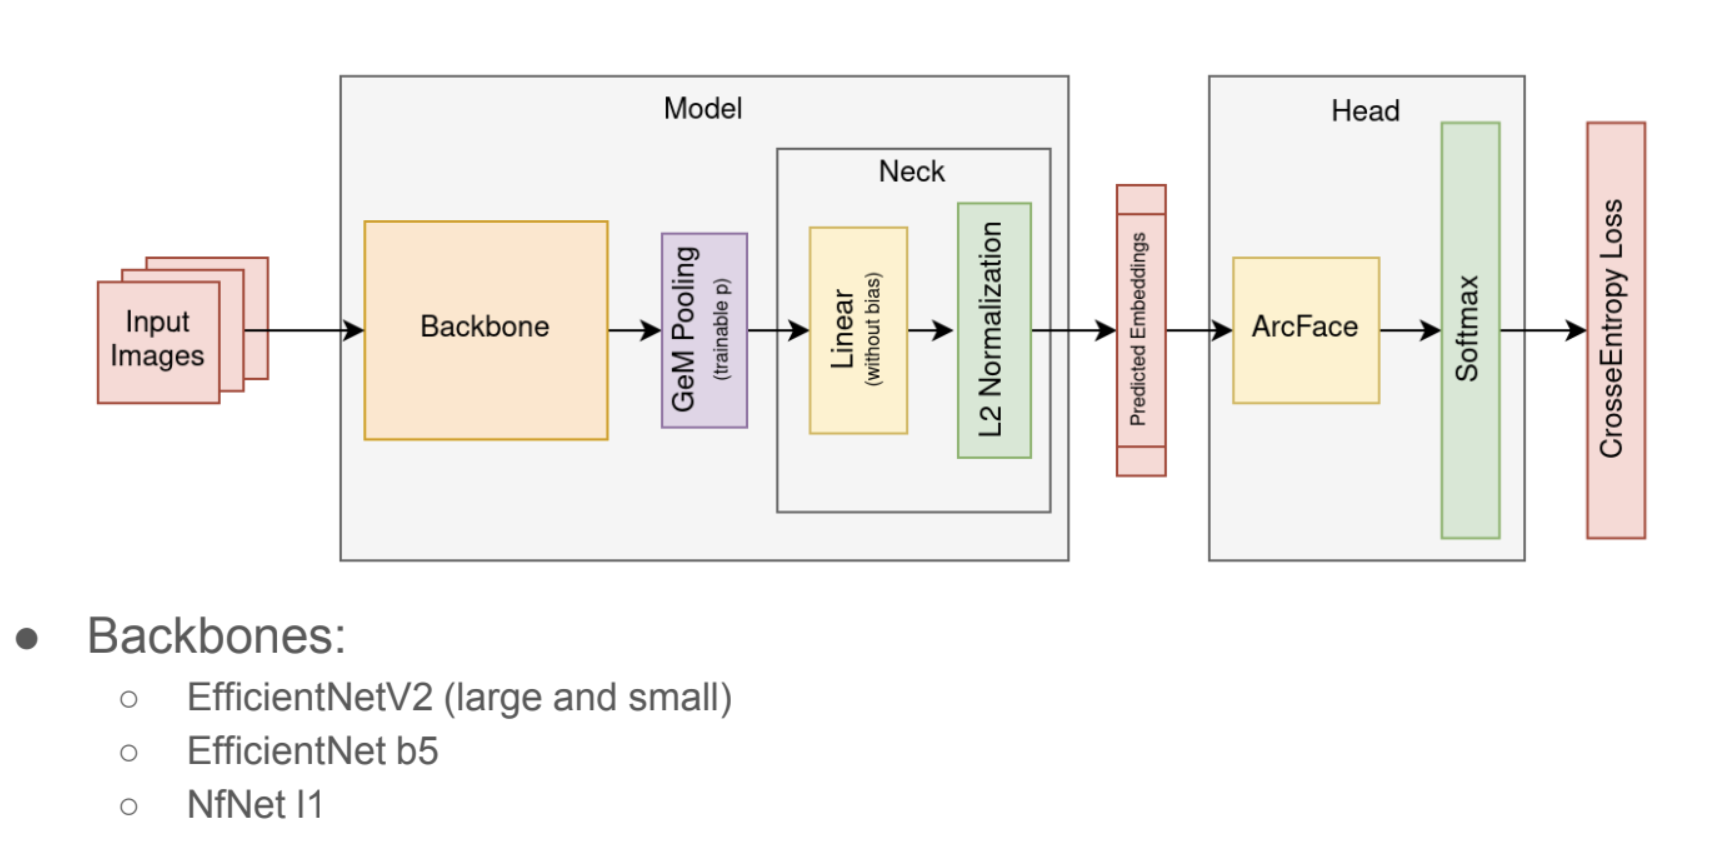 Model
Head
Neck
Input
Images
Backbone
GeM Pooling
(trainable p)
Linear
(without bias)
L2 Normalization
Predicted Embeddings
ArcFace
Softmax
CrosseEntropy Loss
● Backbones:
○ EfficientNetV2 (large and small)
○ EfficientNet b5
○ NfNet l1